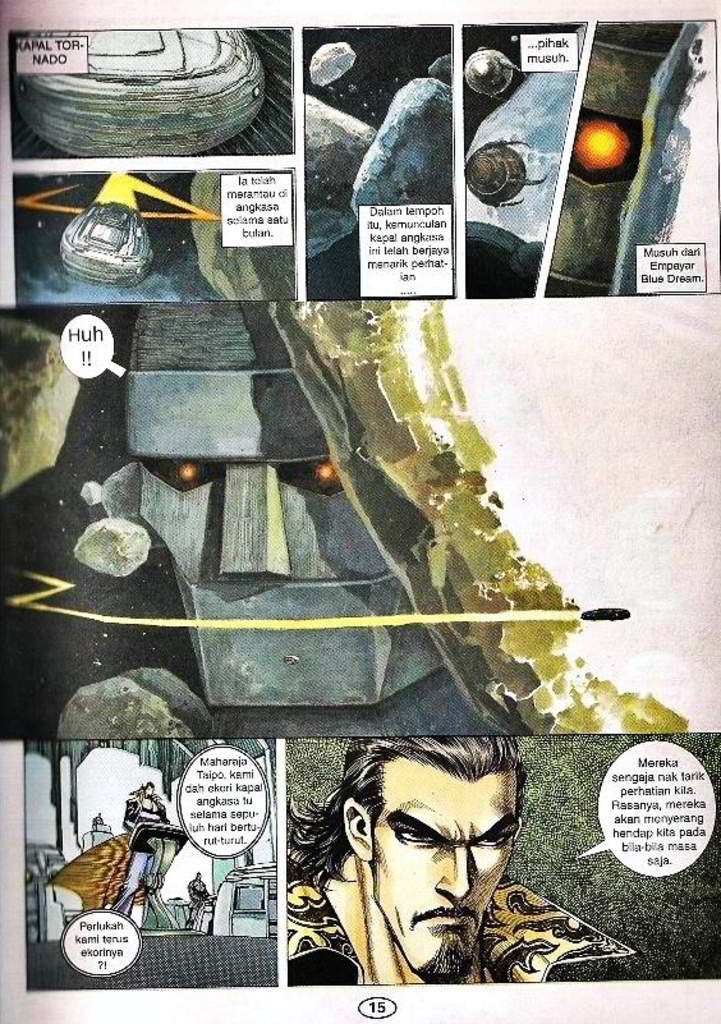 KAPAL TOR-
NADO
Ia telah
merantau di
angkasa
selama satu
bulan.
Dalam tempoh
itu, kemunculan
kapal angkasa
ini telah berjaya
menarik perhat-
ian
.....
...pihak
musuh.
Musuh dari
Empayar
Blue Dream.
Huh
!!
Maharaja
Taipo, kami
dah ekori kapal
angkasa tu
selama sepu-
luh hari bertu-
rut-turut.
Perlukah
kami terus
ekorinya
?!
Mereka
sengaja nak tarik
perhatian kita.
Rasanya, mereka
akan menyerang
hendap kita pada
bila-bila masa
saja.
15